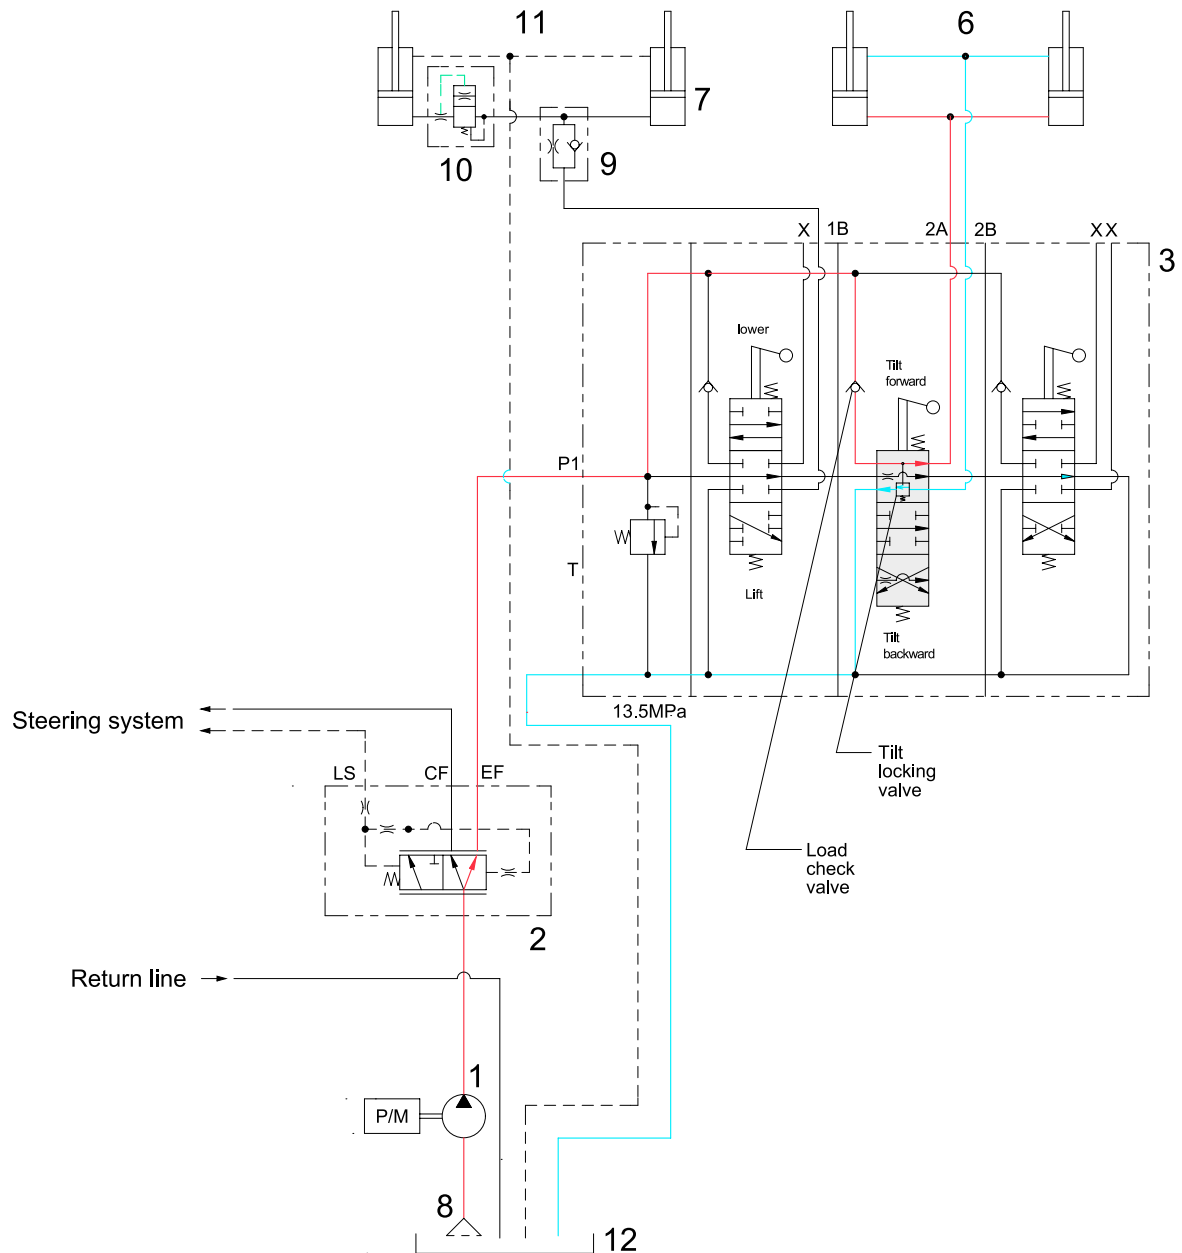 11
6
7
10
9
X
1B
2A
2B
X X
3
lower
Tilt
forward
P1
T
Lift
Tilt
backward
13.5MPa
Steering system
Tilt
locking
valve
LS
CF
EF
Load
check
valve
2
Return line
1
P/M
8
12